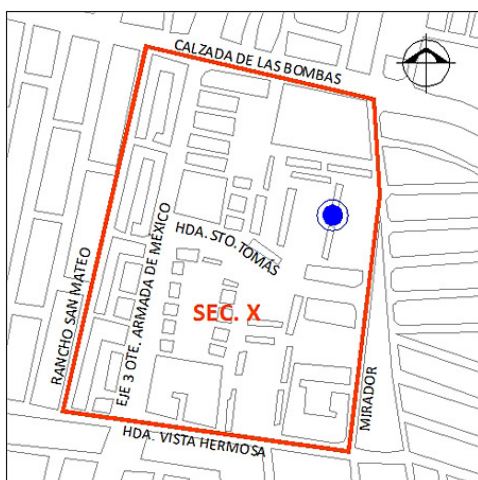 CALZADA DE LAS BOMBAS
HDA. STO. TOMÁS
EJE 3 OTE. ARMADA DE MEXICO
RANCHO SAN MATEO
SEC. X
MIRADOR
HDA. VISTA HERMOSA